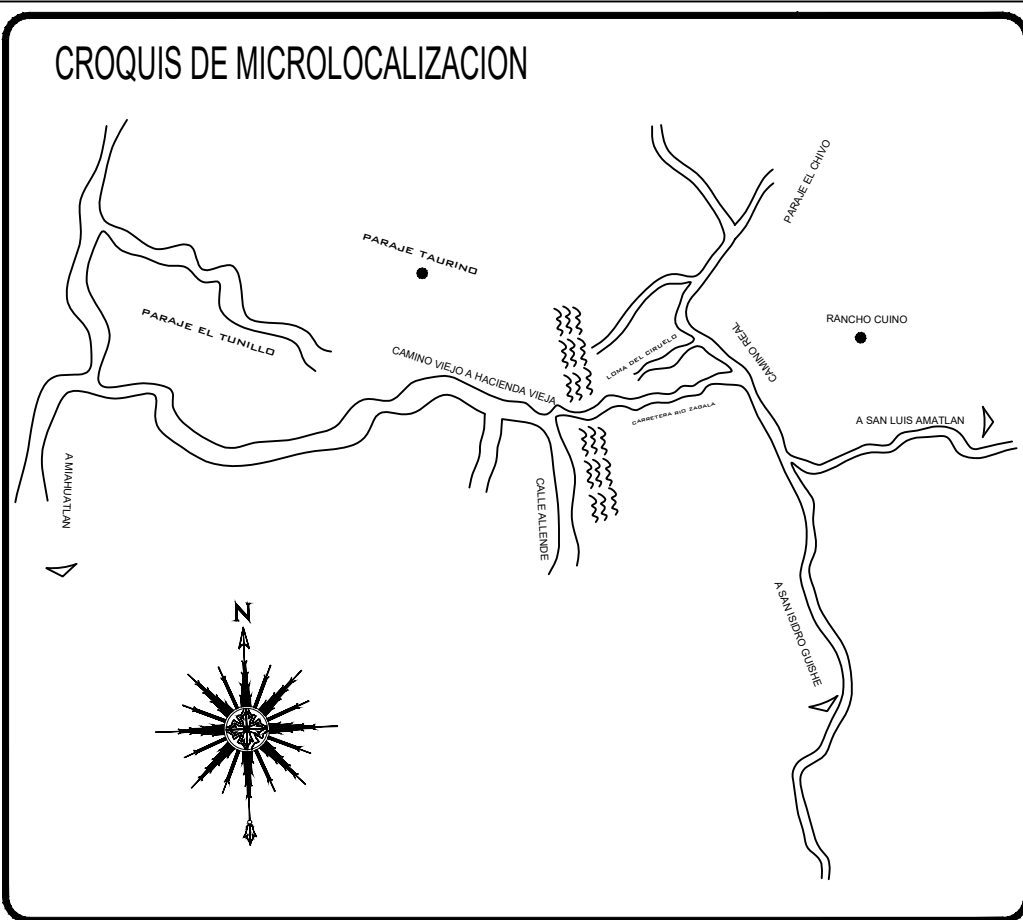 CROQUIS DE MICROLOCALIZACION
PARAJE EL CHIVO
PARAJE TAURINO
PARAJE EL TUNILLO
RANCHO CUINO
LOMA DEL CIRUELO
CAMINO REAL
CAMINO VIEJO A HACIENDA VIEJA
CARRETERA RIO ZAGALA
A SAN LUIS AMATLAN
A MIAHUATLAN
CALLE ALLENDE
A SAN ISIDRO GUISHE
N